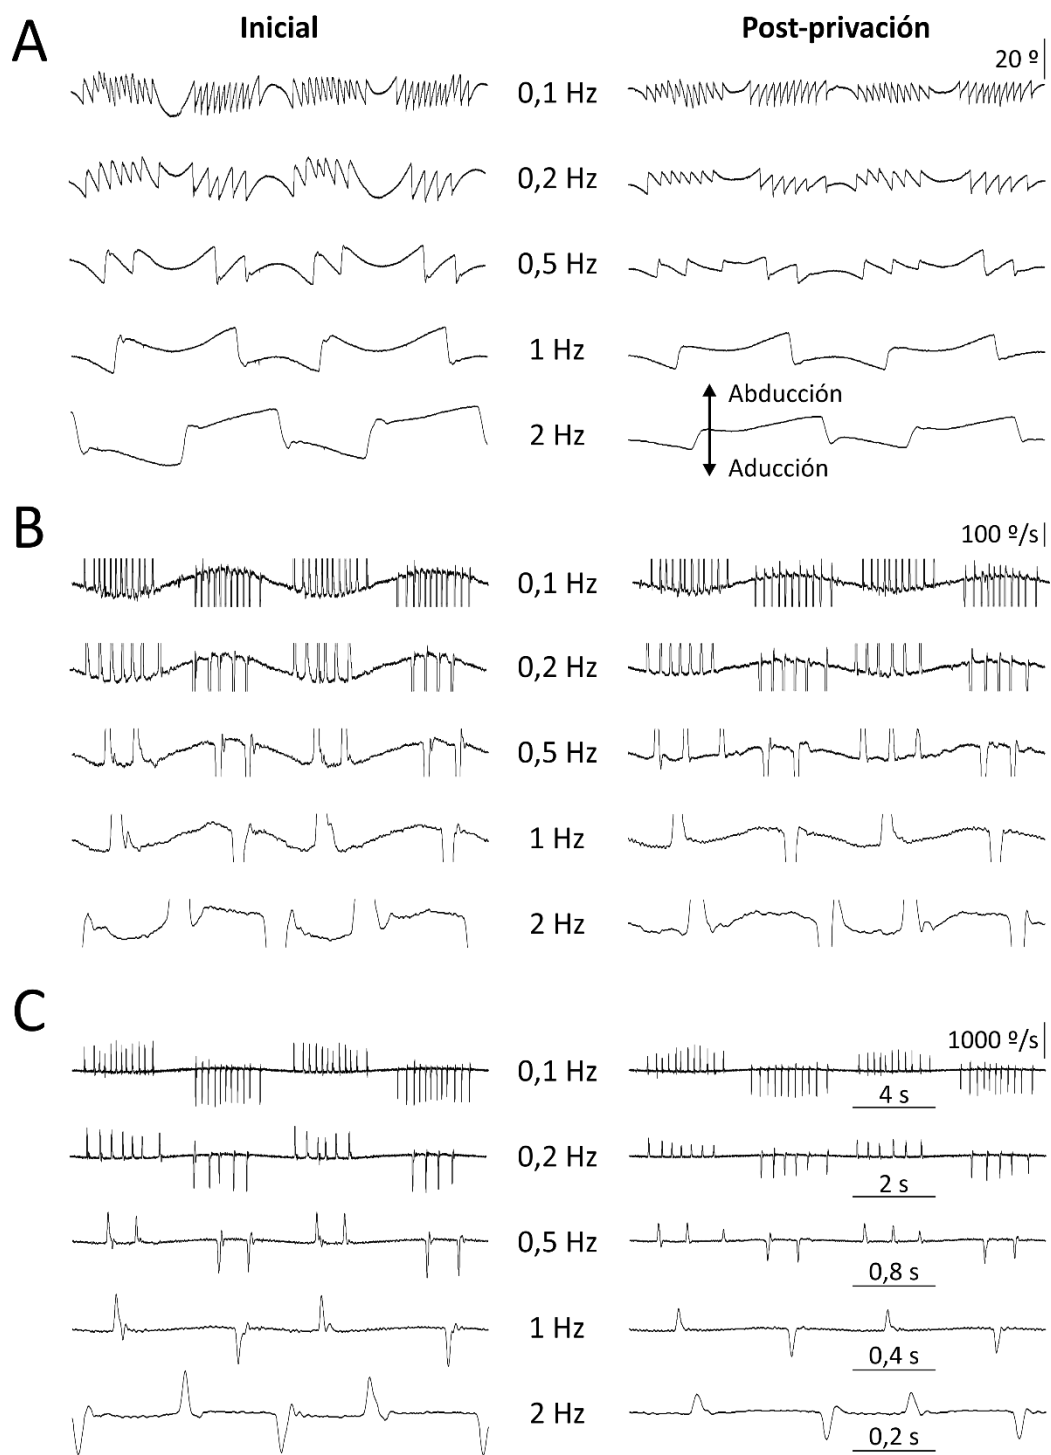 Inicial
Post-privación
A
20 º
0,1 Hz
0,2 Hz
0,5 Hz
1 Hz
2 Hz
Abducción
Aducción
B
100 º/s
0,1 Hz
0,2 Hz
0,5 Hz
1 Hz
2 Hz
C
1000 º/s
0,1 Hz
4 s
0,2 Hz
2 s
0,5 Hz
0,8 s
1 Hz
0,4 s
2 Hz
0,2 s